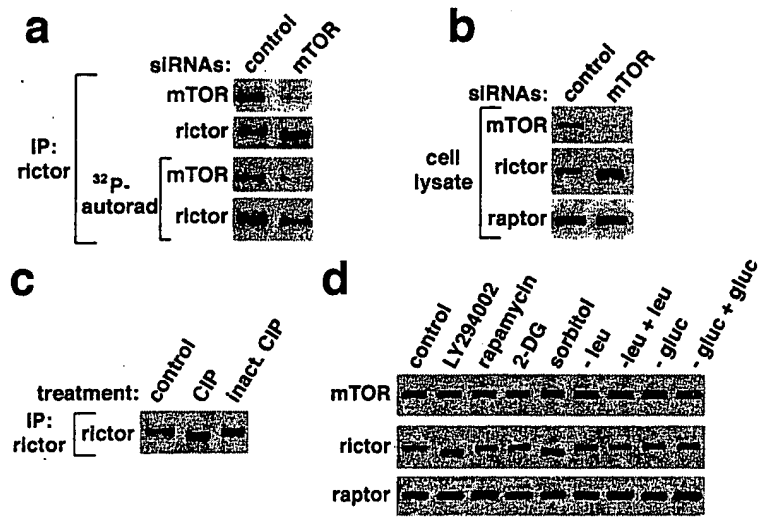 a
siRNAs: control mTOR
mTOR
rictor
IP:
rictor
32P-
autorad
mTOR
rictor
b
siRNAs: control mTOR
mTOR
cell
lysate
rictor
raptor
c
treatment: control CIP inact. CIP
IP:
rictor
rictor
d
control LY294002 rapamycin 2-DG sorbitol - leu -leu + leu - gluc - gluc + gluc
mTOR
rictor
raptor